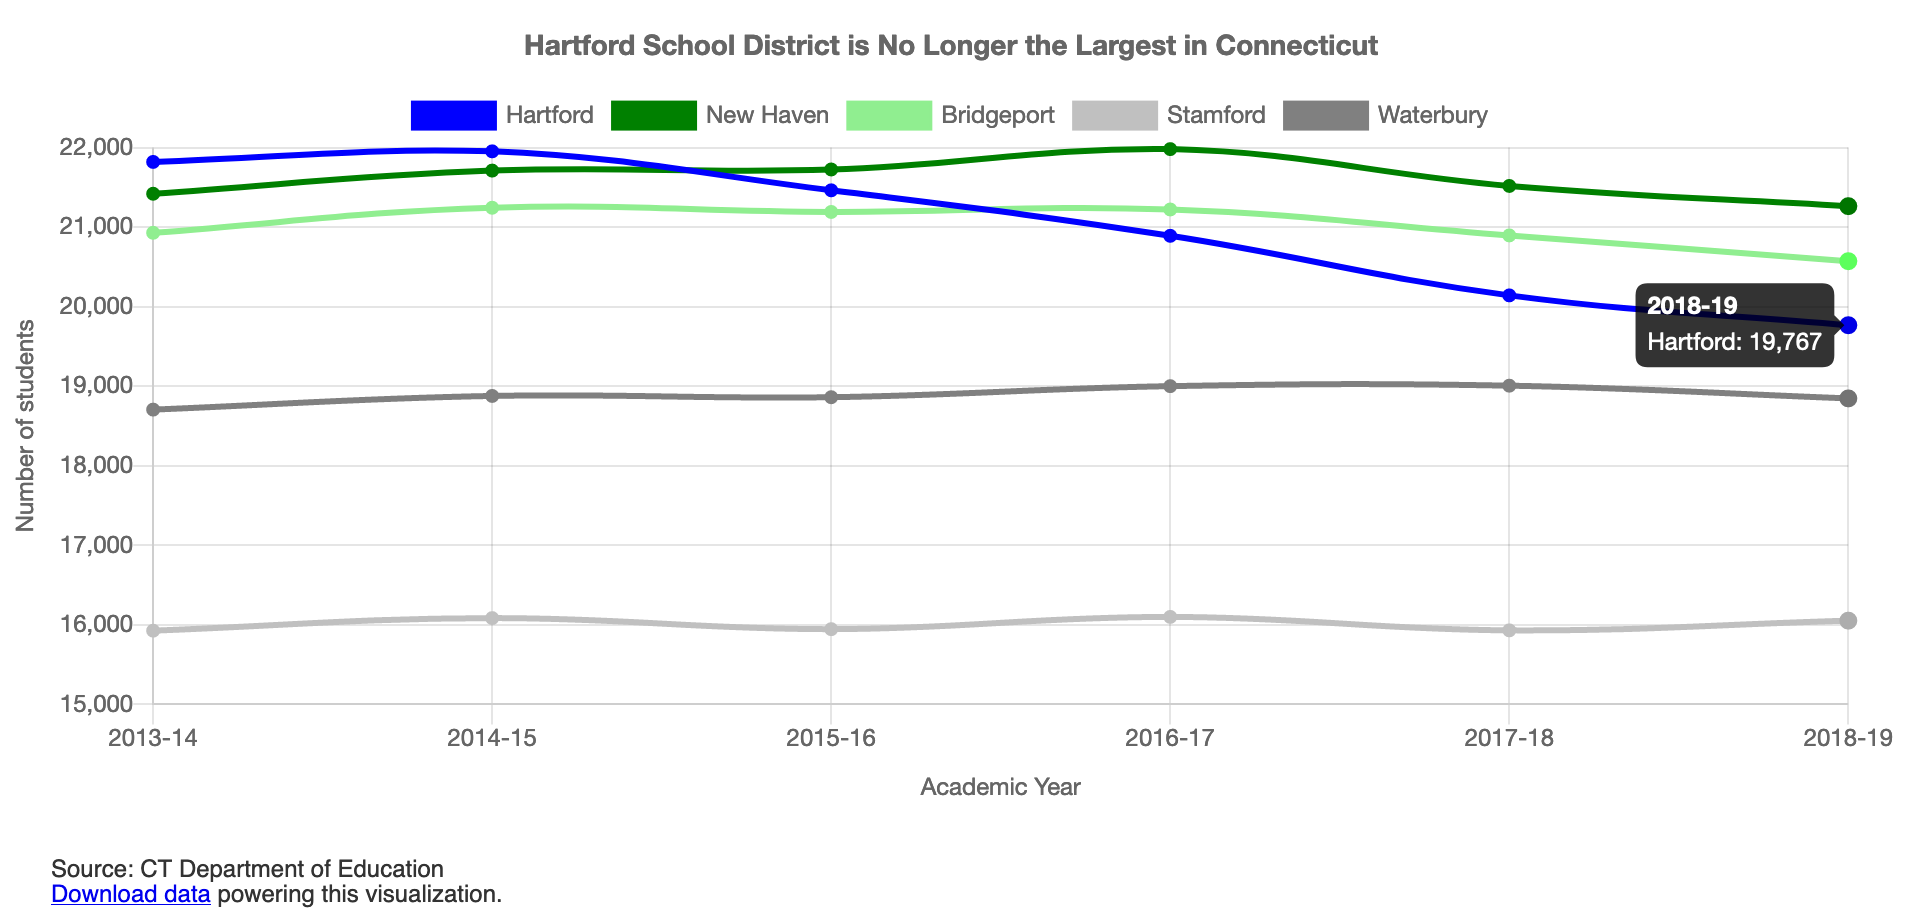 Hartford School District is No Longer the Largest in Connecticut
Hartford New Haven Bridgeport Stamford Waterbury
22,000
21,000
20,000
19,000
18,000
17,000
16,000
15,000
Number of students
2018-19
Hartford: 19,767
2013-14 2014-15 2015-16 2016-17 2017-18 2018-19
Academic Year
Source: CT Department of Education
Download data powering this visualization.